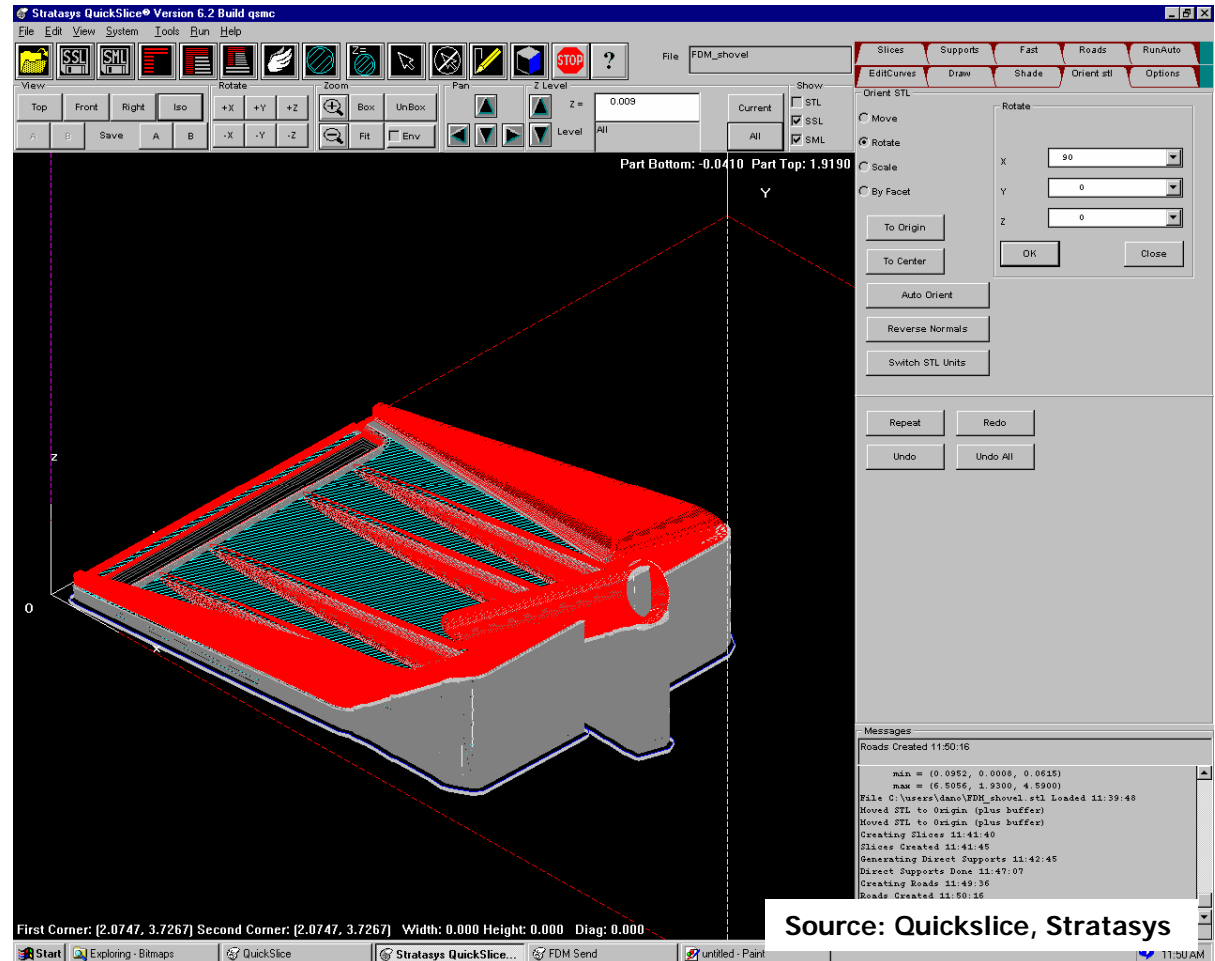 Stratasys QuickSlice® Version 6.2 Build qsmc
File Edit View System Tools Run Help
SSL SML Z= STOP ? File FDM_shovel
Slices Supports Fast Roads RunAuto
EditCurves Draw Shade Orient stl Options
View Rotate Zoom Pan Z Level Show
Top Front Right Iso +X +Y +Z Box UnBox Z = 0.009 Current STL
SSL
A B Save A B -X -Y -Z Fit Env Level All All SML
Part Bottom: -0.0410 Part Top: 1.9190
Y
Z
0
X
Orient STL
Move
Rotate
Scale
By Facet
Rotate
X 90
Y 0
Z 0
OK Close
To Origin
To Center
Auto Orient
Reverse Normals
Switch STL Units
Repeat Redo
Undo Undo All
Messages
Roads Created 11:50:16
min = (0.0952, 0.0008, 0.0615)
max = (6.5056, 1.9300, 4.5900)
File C:\users\dano\FDM_shovel.stl Loaded 11:39:48
Moved STL to Origin (plus buffer)
Moved STL to Origin (plus buffer)
Creating Slices 11:41:40
Slices Created 11:41:45
Generating Direct Supports 11:42:45
Direct Supports Done 11:47:07
Creating Roads 11:49:36
Roads Created 11:50:16
First Corner: (2.0747, 3.7267) Second Corner: (2.0747, 3.7267) Width: 0.000 Height: 0.000 Diag: 0.000
Source: Quickslice, Stratasys
Start Exploring - Bitmaps QuickSlice Stratasys QuickSlice... FDM Send untitled - Paint 11:50 AM